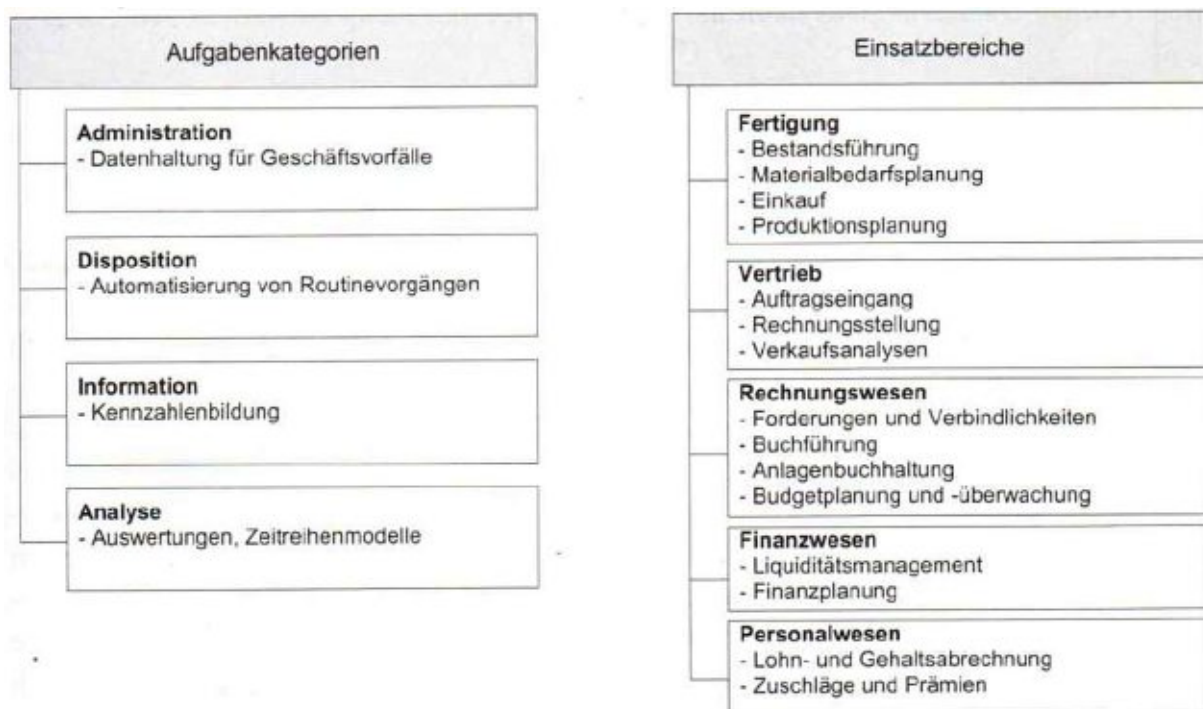 Aufgabenkategorien
Administration
- Datenhaltung für Geschäftsvorfälle
Disposition
- Automatisierung von Routinevorgängen
Information
- Kennzahlenbildung
Analyse
- Auswertungen, Zeitreihenmodelle
Einsatzbereiche
Fertigung
- Bestandsführung
- Materialbedarfsplanung
- Einkauf
- Produktionsplanung
Vertrieb
- Auftragseingang
- Rechnungsstellung
- Verkaufsanalysen
Rechnungswesen
- Forderungen und Verbindlichkeiten
- Buchführung
- Anlagenbuchhaltung
- Budgetplanung und -überwachung
Finanzwesen
- Liquiditätsmanagement
- Finanzplanung
Personalwesen
- Lohn- und Gehaltsabrechnung
- Zuschläge und Prämien